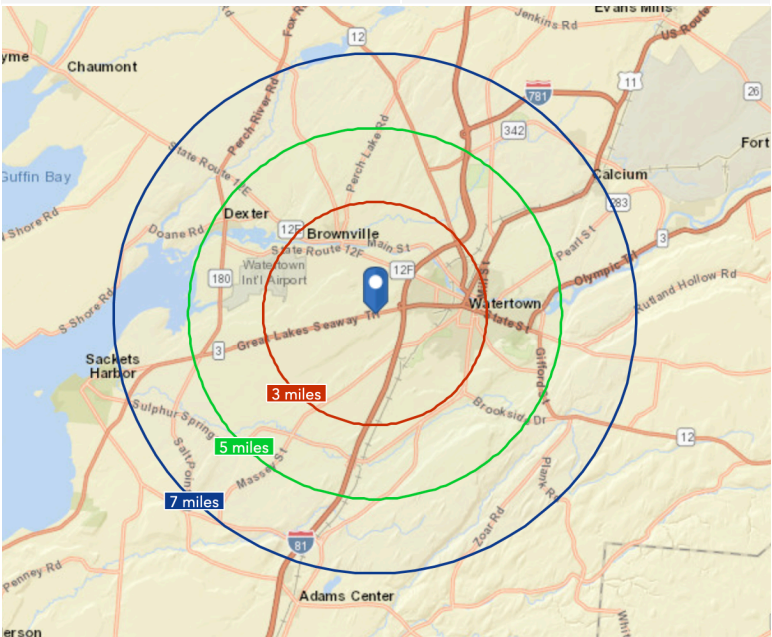 Evans Mills
Jenkins Rd
US Route
Fox R
Rd
12
yme
Chaumont
11
781
26
Perch River Rd
Perch Lake Rd
342
Fort
State Route 12E
Calcium
Guffin Bay
283
Shore Rd
Dexter
12F
Brownville
Doane Rd
Main St
State Route 12F
Pearl St
3
Watertown
Int'l Airport
12F
180
Mill St
Olympic Trl
Rutland Hollow Rd
S Shore Rd
Watertown
Great Lakes Seaway Trl
State St
3
Sackets
Harbor
Gifford St
3 miles
Sulphur Spring
Brookside Dr
5 miles
12
Salt Point
Massey St
Plank Rd
7 miles
Zoar Rd
81
Penney Rd
Adams Center
Whit
erson